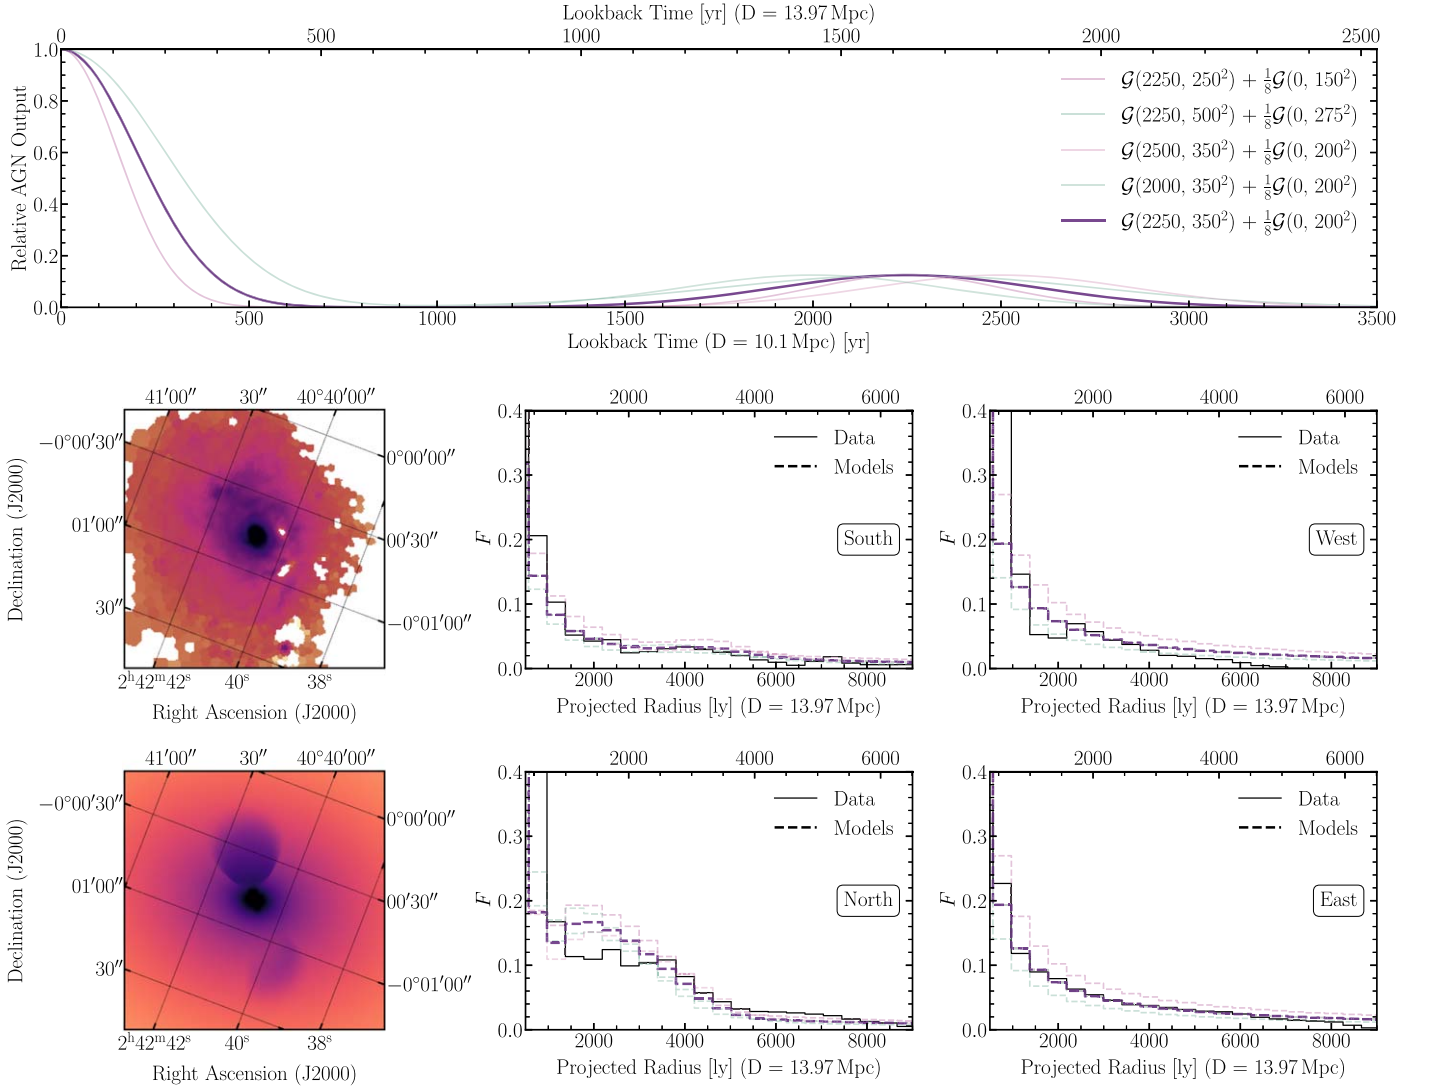 Lookback Time [yr] (D = 13.97 Mpc)
0 500 1000 1500 2000 2500
1.0
0.8
0.6
0.4
0.2
0.0
Relative AGN Output
𝒢(2250, 250²) + ⅛𝒢(0, 150²)
𝒢(2250, 500²) + ⅛𝒢(0, 275²)
𝒢(2500, 350²) + ⅛𝒢(0, 200²)
𝒢(2000, 350²) + ⅛𝒢(0, 200²)
𝒢(2250, 350²) + ⅛𝒢(0, 200²)
0 500 1000 1500 2000 2500 3000 3500
Lookback Time (D = 10.1 Mpc) [yr]
41′00″ 30″ 40°40′00″
−0°00′30″
01′00″
30″
0°00′00″
00′30″
−0°01′00″
Declination (J2000)
2ʰ42ᵐ42ˢ 40ˢ 38ˢ
Right Ascension (J2000)
2000 4000 6000
0.4
0.3
0.2
0.1
0.0
F
Data
Models
South
2000 4000 6000 8000
Projected Radius [ly] (D = 13.97 Mpc)
2000 4000 6000
0.4
0.3
0.2
0.1
0.0
F
Data
Models
West
2000 4000 6000 8000
Projected Radius [ly] (D = 13.97 Mpc)
41′00″ 30″ 40°40′00″
−0°00′30″
01′00″
30″
0°00′00″
00′30″
−0°01′00″
Declination (J2000)
2ʰ42ᵐ42ˢ 40ˢ 38ˢ
Right Ascension (J2000)
2000 4000 6000
0.4
0.3
0.2
0.1
0.0
F
Data
Models
North
2000 4000 6000 8000
Projected Radius [ly] (D = 13.97 Mpc)
2000 4000 6000
0.4
0.3
0.2
0.1
0.0
F
Data
Models
East
2000 4000 6000 8000
Projected Radius [ly] (D = 13.97 Mpc)